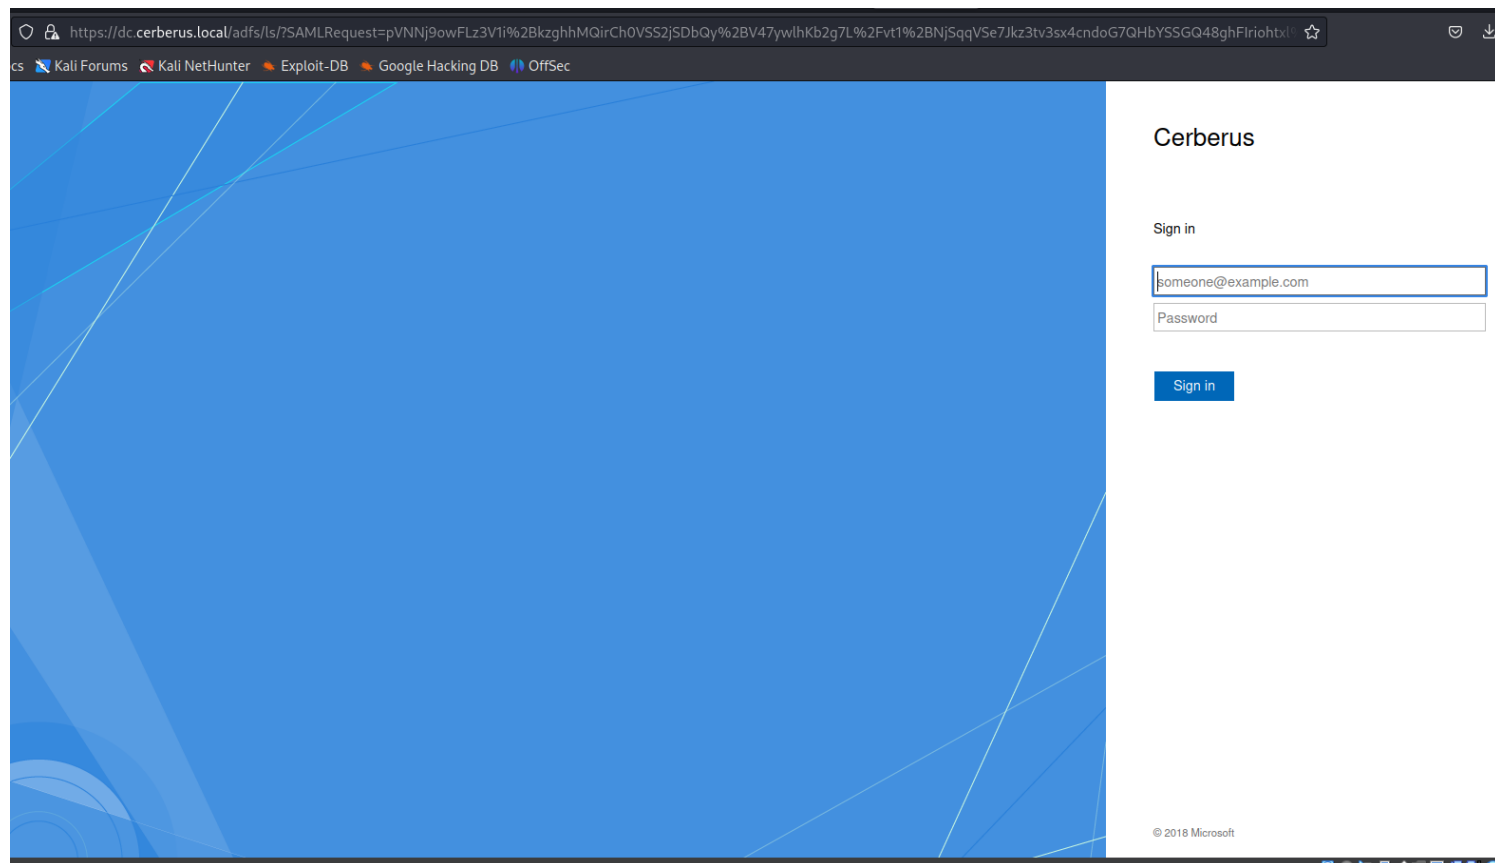 https://dc.cerberus.local/adfs/ls/?SAMLRequest=pVNNj9owFLz3V1i%2BkzghhMQirCh0VSS2jSDbQy%2BV47ywlhKb2g7L%2Fvt1%2BNjSqqVSe7Jkz3tv3sx4cndoG7QHbYSSGQ48ghFIriohtxl
cs Kali Forums Kali NetHunter Exploit-DB Google Hacking DB OffSec
Cerberus
Sign in
someone@example.com
Password
Sign in
© 2018 Microsoft